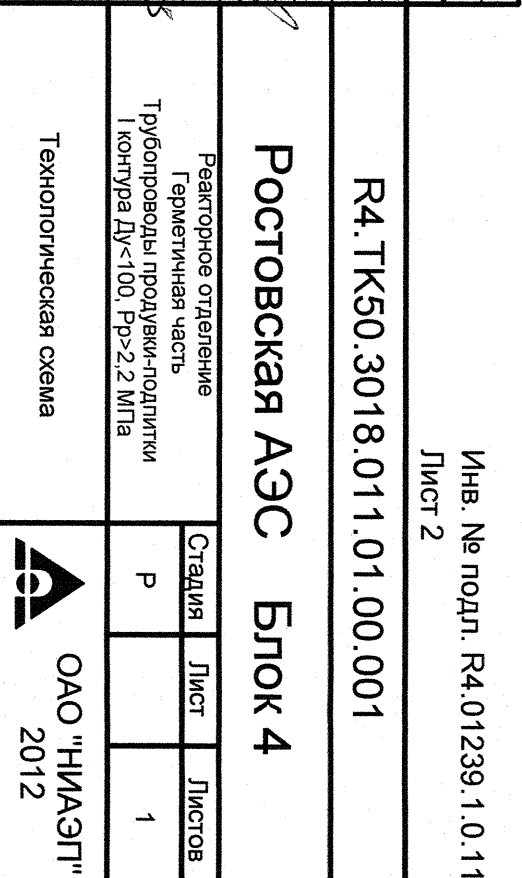 Инв. № подл. R4.01239.1.0.11
Лист 2
R4.TK50.3018.011.01.00.001
Ростовская АЭС Блок 4
Реакторное отделение
Герметичная часть
Трубопроводы продувки-подпитки
I контура Ду<100, Рр>2,2 МПа
Стадия Лист Листов
Р 1
Технологическая схема
ОАО "НИАЭП"
2012